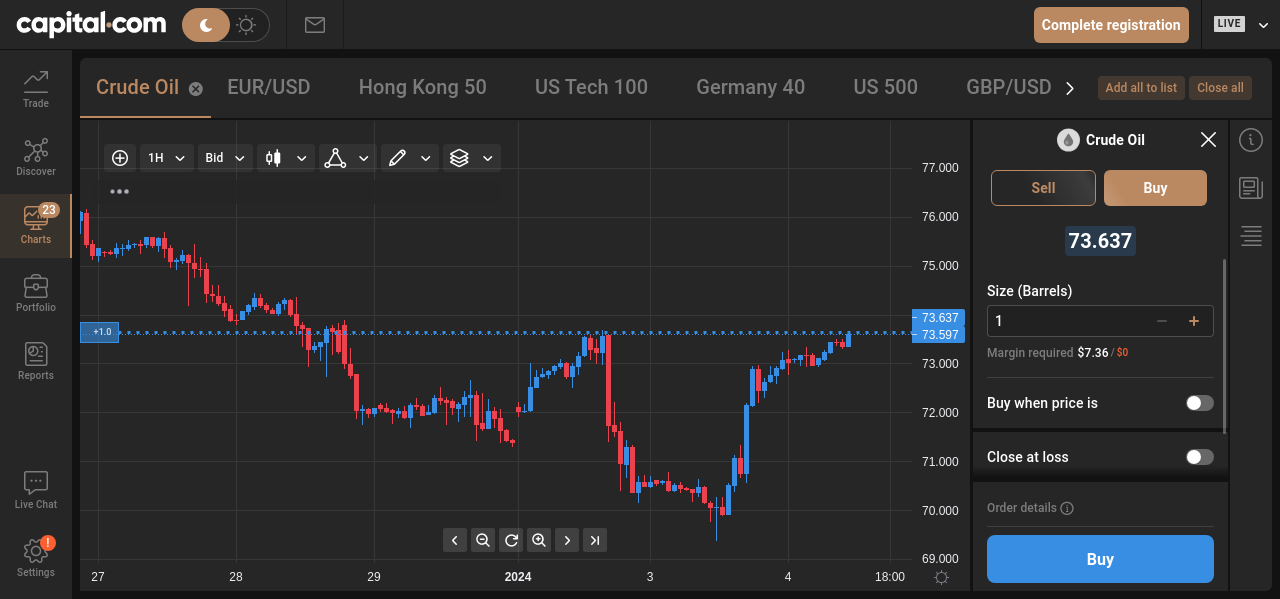 capital.com
Complete registration
LIVE
Trade
Discover
23
Charts
Portfolio
Reports
Live Chat
!
Settings
Crude Oil
EUR/USD
Hong Kong 50
US Tech 100
Germany 40
US 500
GBP/USD
Add all to list
Close all
1H
Bid
77.000
76.000
75.000
73.637
73.597
73.000
72.000
71.000
70.000
69.000
+1.0
27
28
29
2024
3
4
18:00
Crude Oil
Sell
Buy
73.637
Size (Barrels)
1
Margin required $7.36 / $0
Buy when price is
Close at loss
Order details
Buy